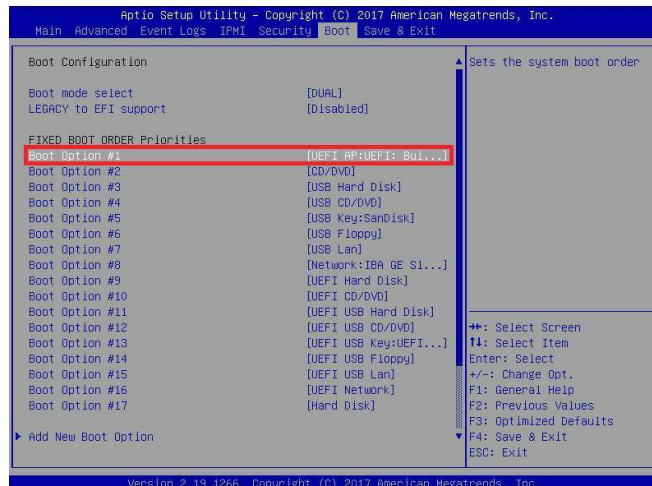 Aptio Setup Utility – Copyright (C) 2017 American Megatrends, Inc.
Main Advanced Event Logs IPMI Security Boot Save & Exit
Boot Configuration
Boot mode select [DUAL]
LEGACY to EFI support [Disabled]
FIXED BOOT ORDER Priorities
Boot Option #1 [UEFI AP:UEFI: Bui...]
Boot Option #2 [CD/DVD]
Boot Option #3 [USB Hard Disk]
Boot Option #4 [USB CD/DVD]
Boot Option #5 [USB Key:SanDisk]
Boot Option #6 [USB Floppy]
Boot Option #7 [USB Lan]
Boot Option #8 [Network:IBA GE Sl...]
Boot Option #9 [UEFI Hard Disk]
Boot Option #10 [UEFI CD/DVD]
Boot Option #11 [UEFI USB Hard Disk]
Boot Option #12 [UEFI USB CD/DVD]
Boot Option #13 [UEFI USB Key:UEFI...]
Boot Option #14 [UEFI USB Floppy]
Boot Option #15 [UEFI USB Lan]
Boot Option #16 [UEFI Network]
Boot Option #17 [Hard Disk]
Add New Boot Option
Sets the system boot order
→←: Select Screen
↑↓: Select Item
Enter: Select
+/-: Change Opt.
F1: General Help
F2: Previous Values
F3: Optimized Defaults
F4: Save & Exit
ESC: Exit
Version 2.19.1266. Copyright (C) 2017 American Megatrends, Inc.